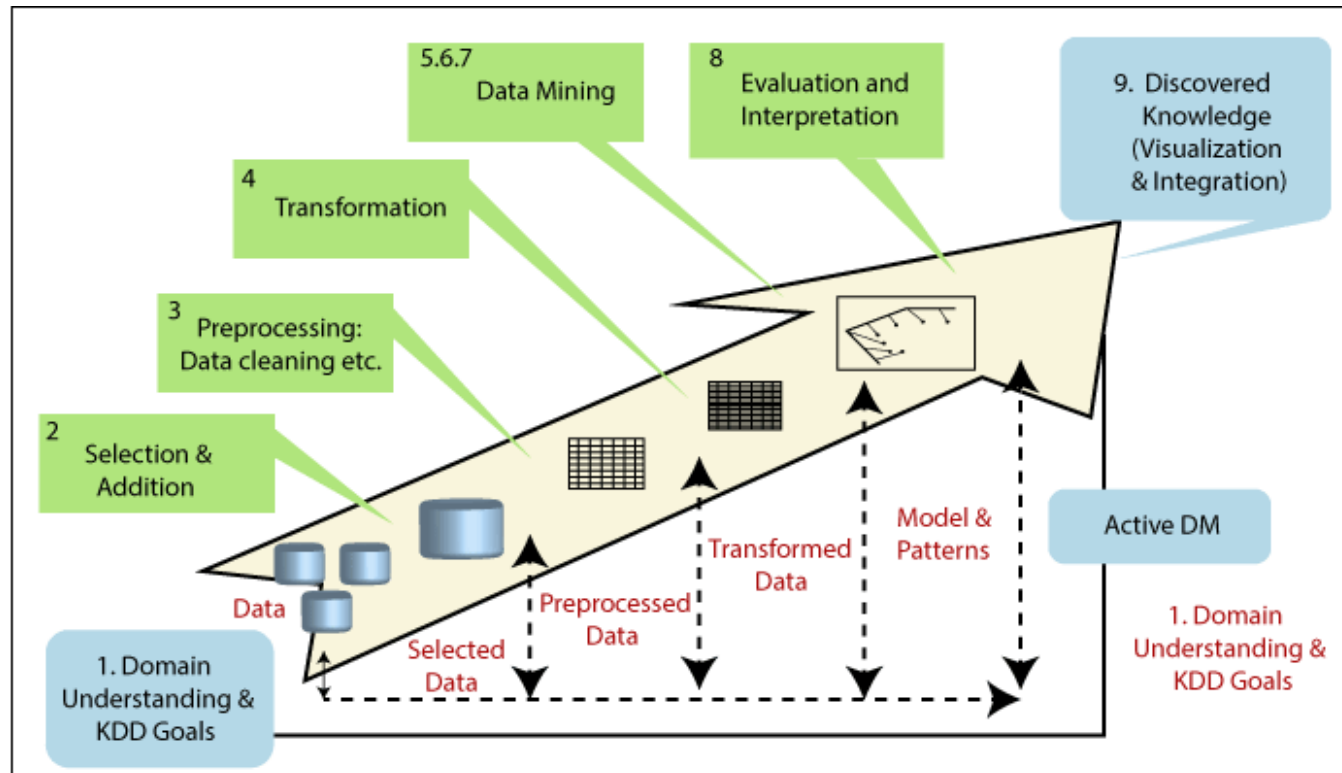 5.6.7
Data Mining
8
Evaluation and
Interpretation
9. Discovered
Knowledge
(Visualization
& Integration)
4
Transformation
3
Preprocessing:
Data cleaning etc.
2
Selection &
Addition
Data
Selected
Data
Preprocessed
Data
Transformed
Data
Model &
Patterns
Active DM
1. Domain
Understanding &
KDD Goals
1. Domain
Understanding &
KDD Goals